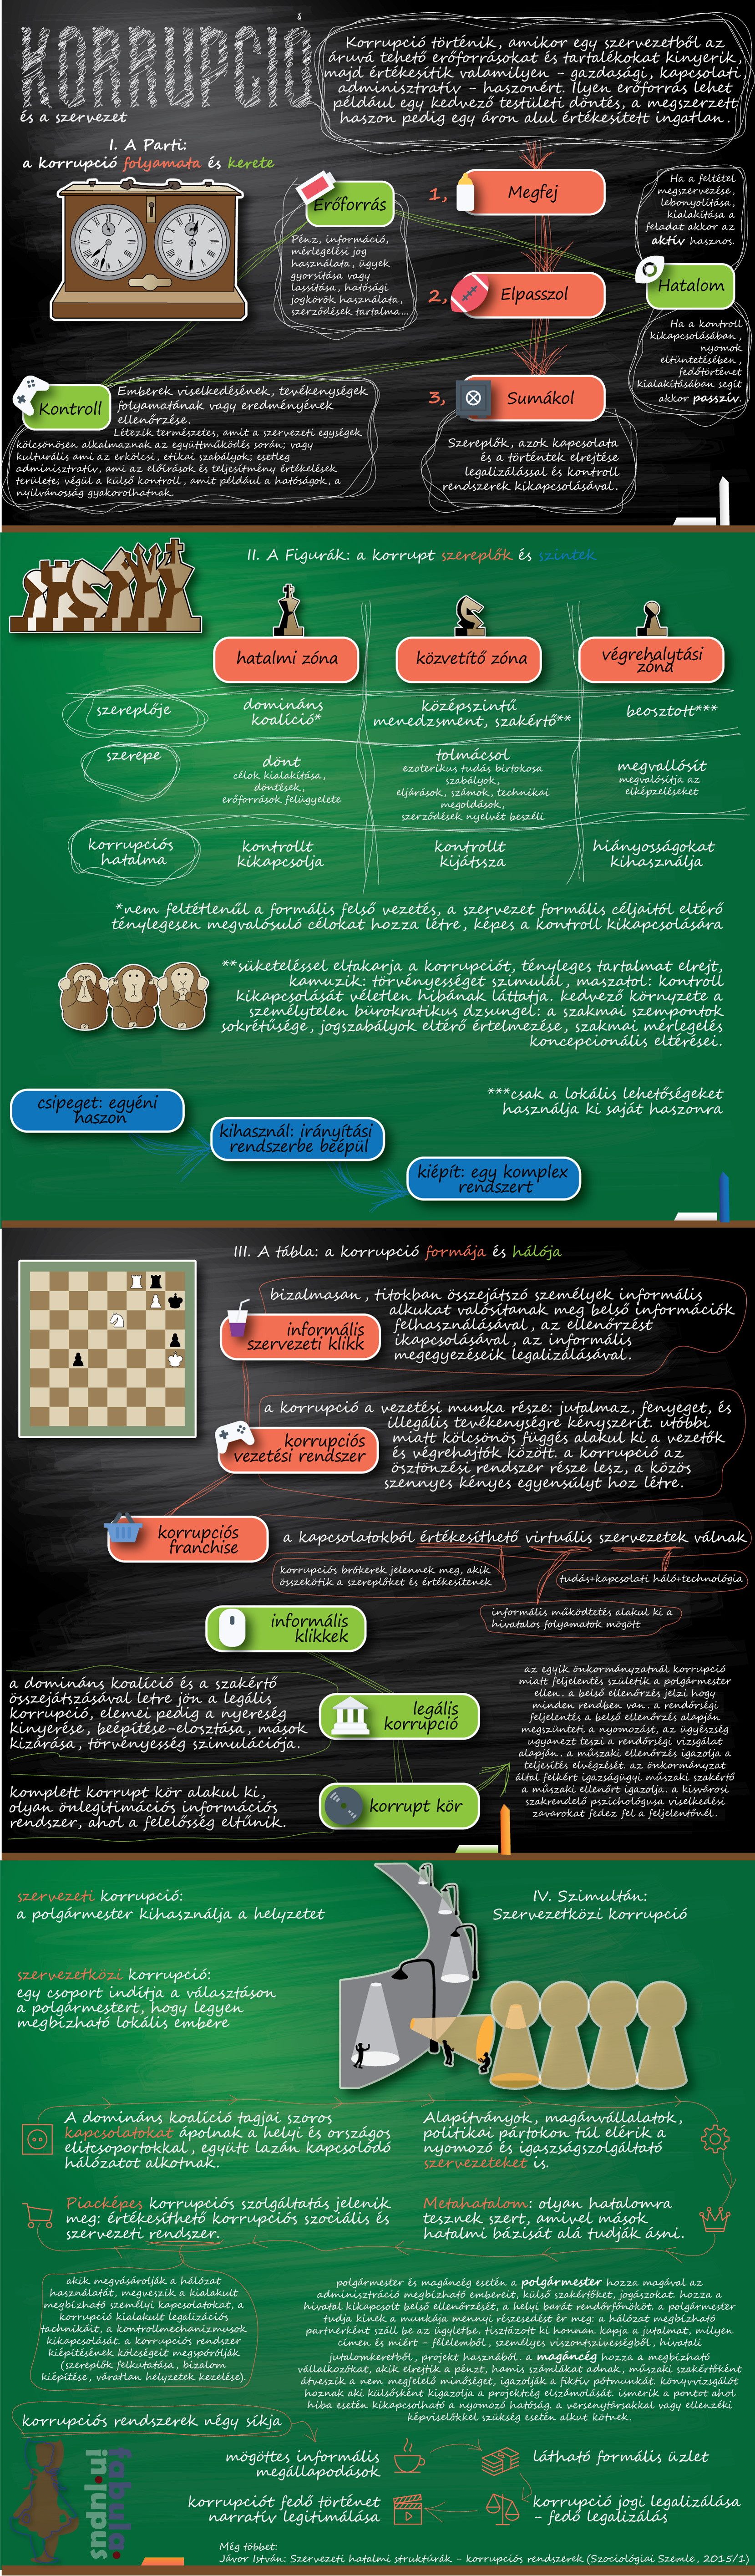 KORRUPCIÓ
és a szervezet
Korrupció történik, amikor egy szervezetből az
áruvá tehető erőforrásokat és tartalékokat kinyerik,
majd értékesítik valamilyen - gazdasági, kapcsolati,
adminisztratív - haszonért. Ilyen erőforrás lehet
például egy kedvező testületi döntés, a megszerzett
haszon pedig egy áron alul értékesített ingatlan.
I. A Parti:
a korrupció folyamata és kerete
Erőforrás
Pénz, információ,
mérlegelési jog
használata, ügyek
gyorsítása vagy
lassítása, hatósági
jogkörök használata,
szerződések tartalma...
1, Megfej
2, Elpasszol
3, Sumákol
Szereplők, azok kapcsolata
és a történtek elrejtése
legalizálással és kontroll
rendszerek kikapcsolásával.
Ha a feltétel
megszervezése,
lebonyolítása,
kialakítása a
feladat akkor az
aktív hasznos.
Hatalom
Ha a kontroll
kikapcsolásában,
nyomok
eltüntetésében,
fedőtörténet
kialakításában segít
akkor passzív.
Kontroll
Emberek viselkedésének, tevékenységek
folyamatának vagy eredményének
ellenőrzése.
Létezik természetes, amit a szervezeti egységek
kölcsönösen alkalmaznak az együttműködés során; vagy
kulturális ami az erkölcsi, etikai szabályok; esetleg
adminisztratív, ami az előírások és teljesítmény értékelések
területe; végül a külső kontroll, amit például a hatóságok, a
nyilvánosság gyakorolhatnak.
II. A Figurák: a korrupt szereplők és szintek
hatalmi zóna
közvetítő zóna
végrehalytási
zóna
szereplője
domináns
koalíció*
középszintű
menedzsment, szakértő**
beosztott***
szerepe
dönt
célok kialakítása,
döntések,
erőforrások felügyelete
tolmácsol
ezoterikus tudás birtokosa
szabályok,
eljárások, számok, technikai
megoldások,
szerződések nyelvét beszéli
megvallósít
megvalósítja az
elképzeléseket
korrupciós
hatalma
kontrollt
kikapcsolja
kontrollt
kijátssza
hiányosságokat
kihasználja
*nem feltétlenül a formális felső vezetés, a szervezet formális céljaitól eltérő
ténylegesen megvalósuló célokat hozza létre, képes a kontroll kikapcsolására
**süketeléssel eltakarja a korrupciót, tényleges tartalmat elrejt,
kamuzik: törvényességet szimulál, maszatol: kontroll
kikapcsolását véletlen hibának láttatja. kedvező környzete a
személytelen bürokratikus dzsungel: a szakmai szempontok
sokrétűsége, jogszabályok eltérő értelmezése, szakmai mérlegelés
koncepcionális eltérései.
***csak a lokális lehetőségeket
használja ki saját haszonra
csipeget: egyéni
haszon
kihasznál: irányítási
rendszerbe beépül
kiépít: egy komplex
rendszert
III. A tábla: a korrupció formája és hálója
informális
szervezeti klikk
bizalmasan, titokban összejátszó személyek informális
alkukat valósítanak meg belső információk
felhasználásával, az ellenőrzést
ikapcsolásával, az informális
megegyezéseik legalizálásával.
korrupciós
vezetési rendszer
a korrupció a vezetési munka része: jutalmaz, fenyeget, és
illegális tevékenységre kényszerít. utóbbi
miatt kölcsönös függés alakul ki a vezetők
és végrehajtók között. a korrupció az
ösztönzési rendszer része lesz, a közös
szennyes kényes egyensúlyt hoz létre.
korrupciós
franchise
a kapcsolatokból értékesíthető virtuális szervezetek válnak
korrupciós brókerek jelennek meg, akik
összekötik a szereplőket és értékesítenek
tudás+kapcsolati háló+technológia
informális működtetés alakul ki a
hivatalos folyamatok mögött
informális
klikkek
a domináns koalíció és a szakértő
összejátszásával letre jön a legális
korrupció, elemei pedig a nyereség
kinyerése, beépítése-elosztása, mások
kizárása, törvényesség szimulációja.
legális
korrupció
komplett korrupt kör alakul ki,
olyan önlegitimációs információs
rendszer, ahol a felelősség eltűnik.
korrupt kör
az egyik önkormányzatnál korrupció
miatt feljelentés születik a polgármester
ellen. a belső ellenőrzés jelzi hogy
minden rendben van. a rendőrségi
feljelentés a belső ellenőrzés alapján
megszünteti a nyomozást, az ügyészség
ugyanezt teszi a rendőrségi vizsgálat
alapján. a műszaki ellenőrzés igazolja a
teljesítés elvégzését. az önkormányzat
által felkért igazságügyi műszaki szakértő
a műszaki ellenőrt igazolja. a kisvárosi
szakrendelő pszichológusa viselkedési
zavarokat fedez fel a feljelentőnél.
szervezeti korrupció:
a polgármester kihasználja a helyzetet
IV. Szimultán:
Szervezetközi korrupció
szervezetközi korrupció:
egy csoport indítja a választáson
a polgármestert, hogy legyen
megbízható lokális embere
A domináns koalíció tagjai szoros
kapcsolatokat ápolnak a helyi és országos
elitesoportokkal, együtt lazán kapcsolódó
hálózatot alkotnak.
Alapítványok, magánvállalatok,
politikai pártokon túl elérik a
nyomozó és igaszságszolgáltató
szervezeteket is.
Piacképes korrupciós szolgáltatás jelenik
meg: értékesíthető korrupciós szociális és
szervezeti rendszer.
Metahatalom: olyan hatalomra
tesznek szert, amivel mások
hatalmi bázisát alá tudják ásni.
akik megvásárolják a hálózat
használatát, megveszik a kialakult
megbízható személyi kapcsolatokat, a
korrupció kialakult legalizációs
technikáit, a kontrollmechanizmusok
kikapcsolását. a korrupciós rendszer
kiépítésének kölcségeit megspórolják
(szereplők felkutatása, bizalom
kiépítése, váratlan helyzetek kezelése).
polgármester és magáncég esetén a polgármester hozza magával az
adminisztráció megbízható embereit, külső szakértőket, jogászokat. hozza a
hivatal kikapcsolt belső ellenőrzését, a helyi barát rendőrfőnököt. a polgármester
tudja kinek a munkája mennyi részesedést ér meg: a hálózat megbízható
partnerként száll be az ügyletbe. tisztázott ki honnan kapja a jutalmat, milyen
címen és miért - félelemből, személyes viszontszívességből, hivatali
jutalomkeretből, projekt hasznából. a magáncég hozza a megbízható
vállalkozókat, akik elrejtik a pénzt, hamis számlákat adnak, műszaki szakértőként
átveszik a nem megfelelő minőséget, igazolják a fiktív pótmunkát. könyvvizsgálót
hoznak aki külsősként kigazolja a projektcég elszámolását. ismerik a pontot ahol
hiba esetén kikapcsolható a nyomozó hatóság. a versenytársakkal vagy ellenzéki
képviselőkkel szükség esetén alkut kötnek.
korrupciós rendszerek négy síkja
mögöttes informális
megállapodások
látható formális üzlet
korrupciót fedő történet
narratív legitimálása
korrupció jogi legalizálása
- fedő legalizálás
in lupus
fabula
Még többet:
Jávor István: Szervezeti hatalmi struktúrák - korrupciós rendszerek (Szociológiai Szemle, 2015/1)